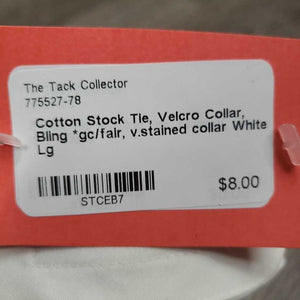 The Tack Collector
775527-78
Cotton Stock Tie, Velcro Collar,
Bling *gc/fair, v.stained collar White
Lg
$8.00
STCEB7